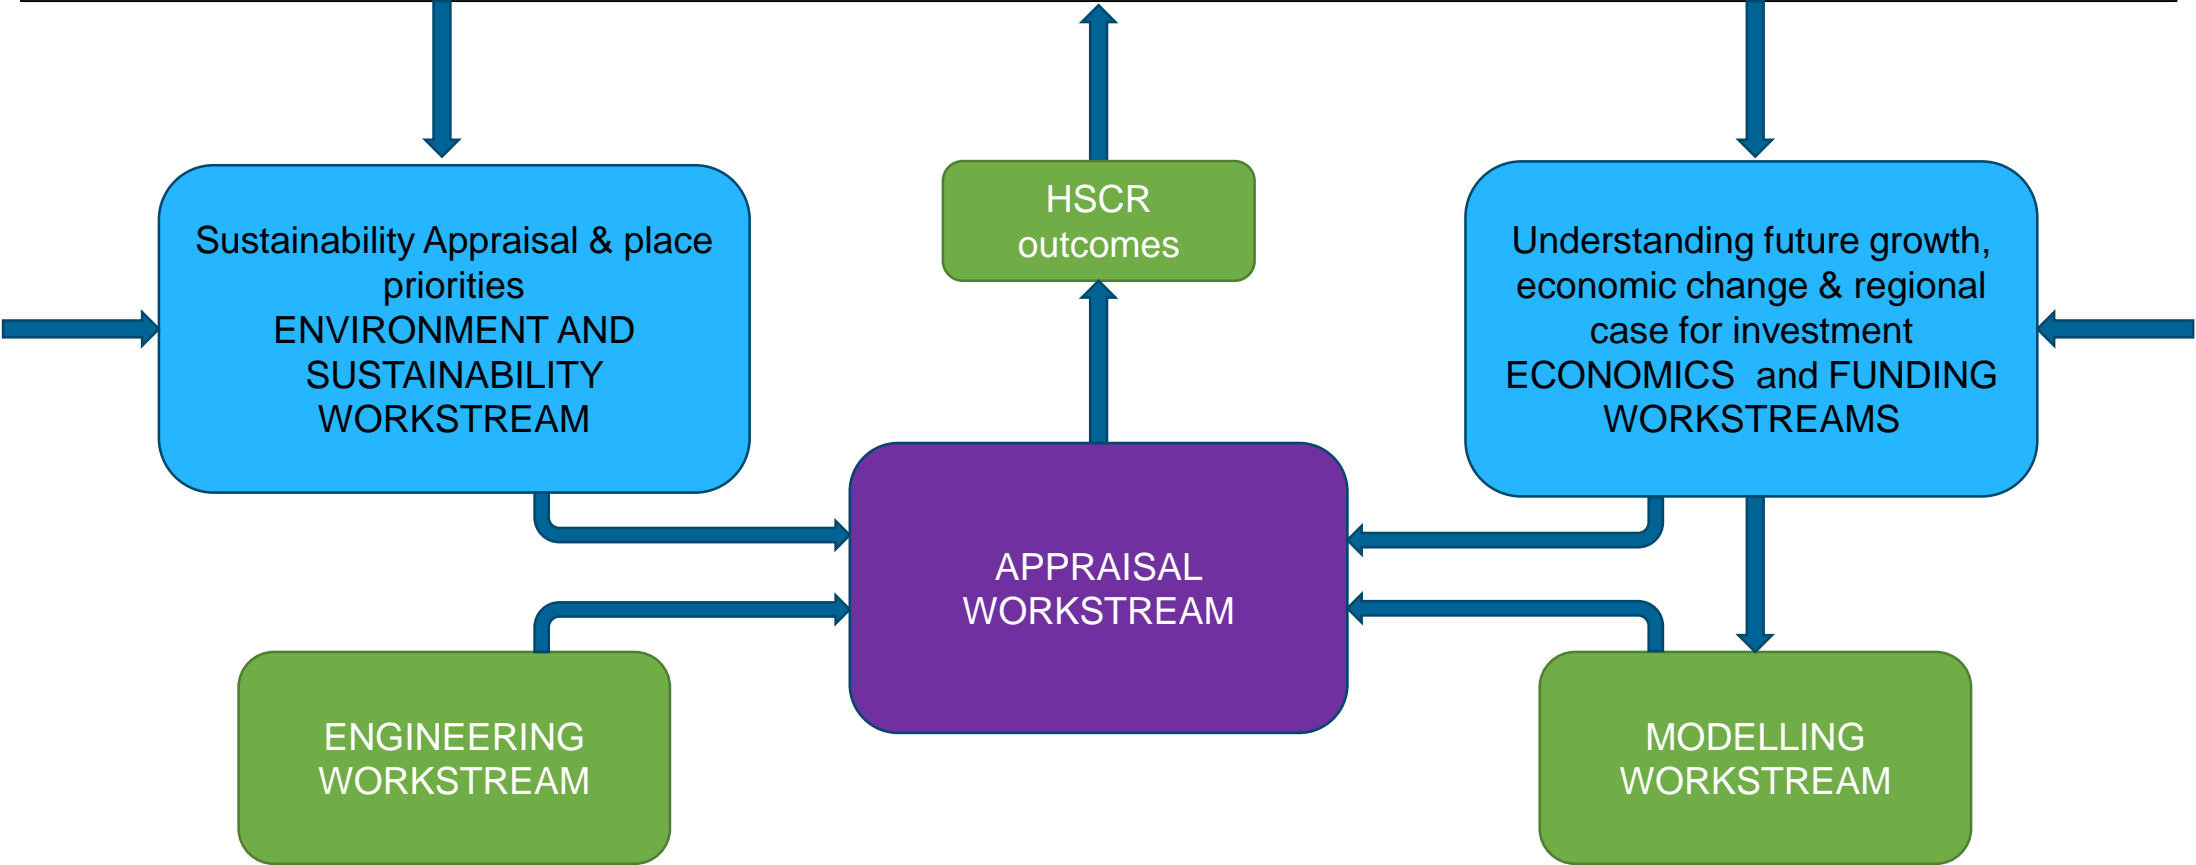 Sustainability Appraisal & place
priorities
ENVIRONMENT AND
SUSTAINABILITY
WORKSTREAM
HSCR
outcomes
Understanding future growth,
economic change & regional
case for investment
ECONOMICS  and FUNDING
WORKSTREAMS
APPRAISAL
WORKSTREAM
ENGINEERING
WORKSTREAM
MODELLING
WORKSTREAM